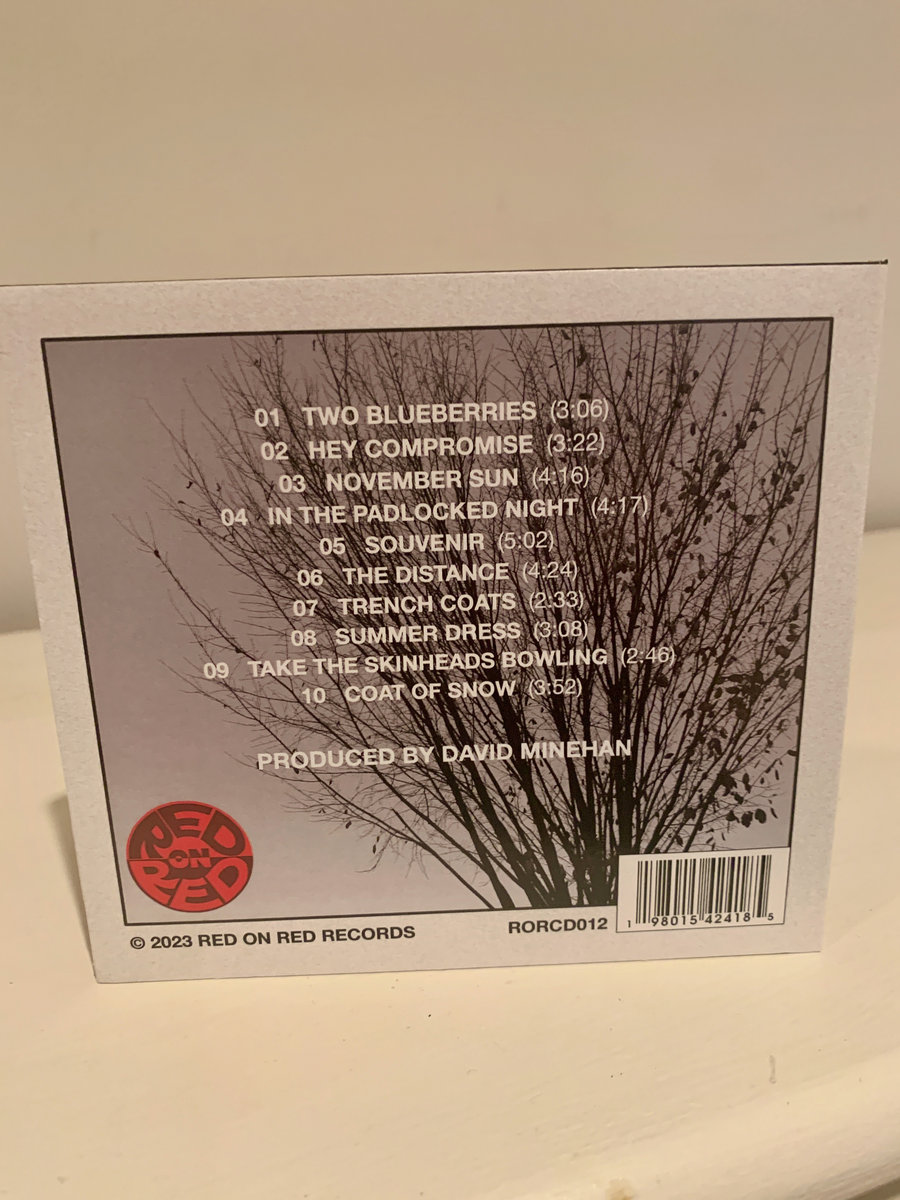 01 TWO BLUEBERRIES (3:06)
02 HEY COMPROMISE (3:22)
03 NOVEMBER SUN (4:16)
04 IN THE PADLOCKED NIGHT (4:17)
05 SOUVENIR (5:02)
06 THE DISTANCE (4:24)
07 TRENCH COATS (2:33)
08 SUMMER DRESS (3:08)
09 TAKE THE SKINHEADS BOWLING (2:46)
10 COAT OF SNOW (3:52)
PRODUCED BY DAVID MINEHAN
RED
ON
RED
© 2023 RED ON RED RECORDS
RORCD012
1 98015 42418 5